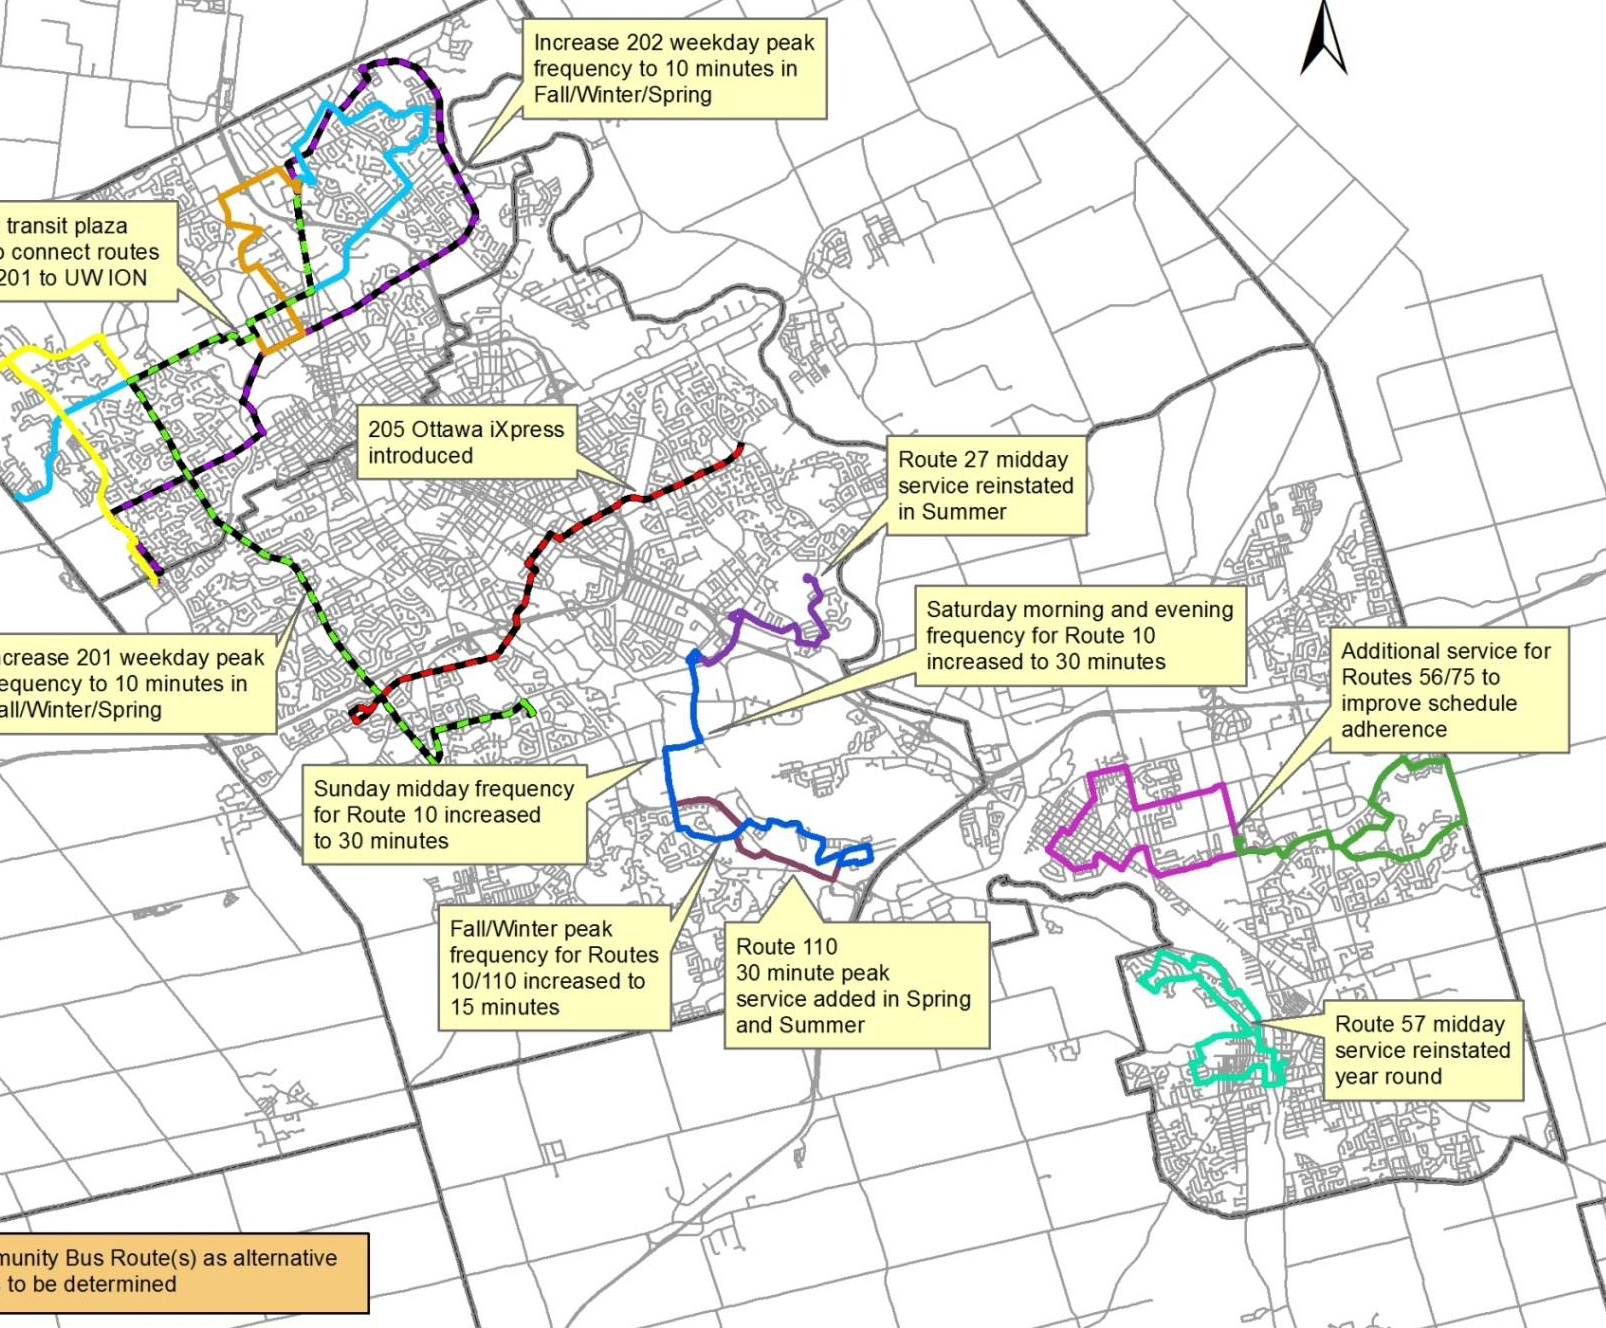 Increase 202 weekday peak
frequency to 10 minutes in
Fall/Winter/Spring
transit plaza
connect routes
201 to UW ION
205 Ottawa iXpress
introduced
Route 27 midday
service reinstated
in Summer
Saturday morning and evening
frequency for Route 10
increased to 30 minutes
Additional service for
Routes 56/75 to
improve schedule
adherence
ncrease 201 weekday peak
equency to 10 minutes in
all/Winter/Spring
Sunday midday frequency
for Route 10 increased
to 30 minutes
Fall/Winter peak
frequency for Routes
10/110 increased to
15 minutes
Route 110
30 minute peak
service added in Spring
and Summer
Route 57 midday
service reinstated
year round
munity Bus Route(s) as alternative
to be determined